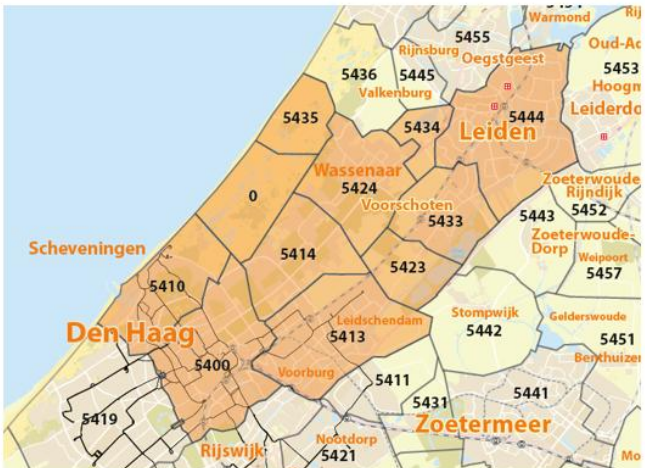 Warmond
5455
Rijnsburg
Oegstgeest
Oud-A
5436
5445
5453
Valkenburg
Hoogm
5435
5434
5444
Leiderdo
Leiden
Wassenaar
5424
Zoeterwoude
Rijndijk
0
Voorschoten
5433
5443
5452
Scheveningen
5414
Zoeterwoude-
Dorp
Weipoort
5423
5457
5410
Stompwijk
Gelderswoude
Den Haag
Leidschendam
5442
5413
5451
5400
Benthuizen
Voorburg
5411
5441
5419
5431
Zoetermeer
Rijswijk
Nootdorp
5421
Mo